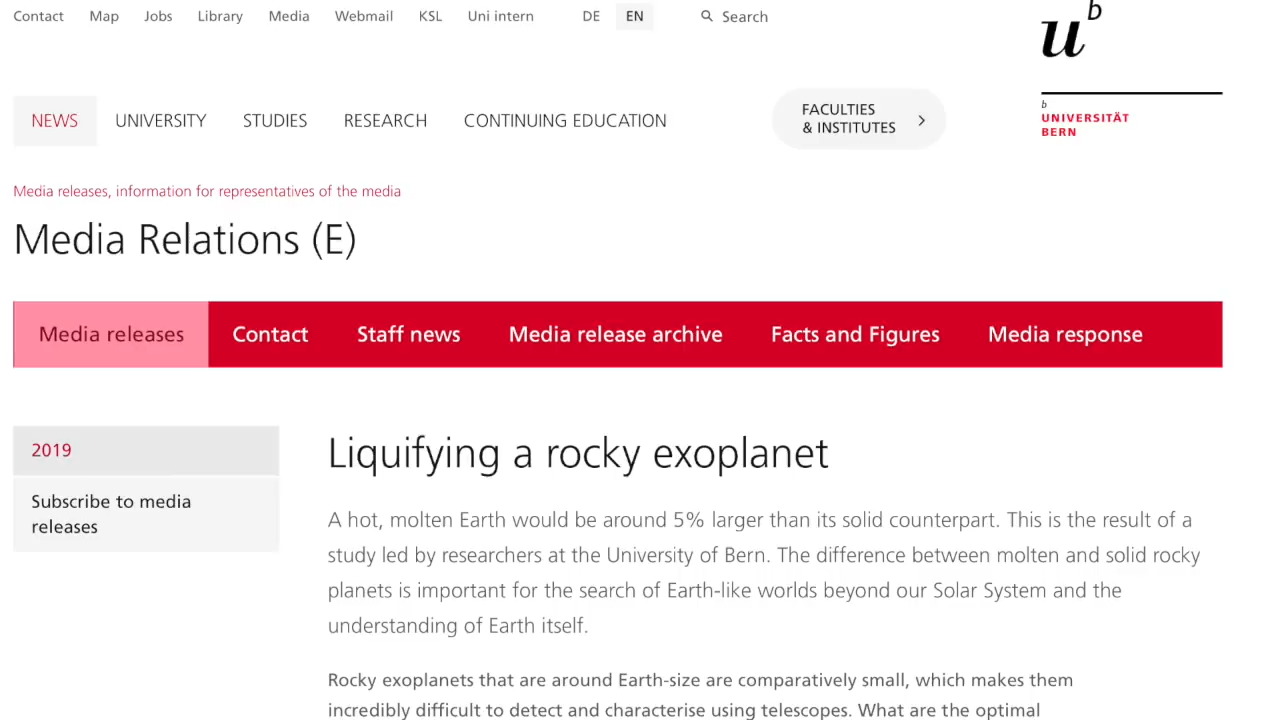 Contact Map Jobs Library Media Webmail KSL Uni intern DE EN Search
u b
NEWS UNIVERSITY STUDIES RESEARCH CONTINUING EDUCATION
FACULTIES
& INSTITUTES
b
UNIVERSITÄT
BERN
Media releases, information for representatives of the media
Media Relations (E)
Media releases Contact Staff news Media release archive Facts and Figures Media response
2019
Subscribe to media
releases
Liquifying a rocky exoplanet
A hot, molten Earth would be around 5% larger than its solid counterpart. This is the result of a
study led by researchers at the University of Bern. The difference between molten and solid rocky
planets is important for the search of Earth-like worlds beyond our Solar System and the
understanding of Earth itself.
Rocky exoplanets that are around Earth-size are comparatively small, which makes them
incredibly difficult to detect and characterise using telescopes. What are the optimal